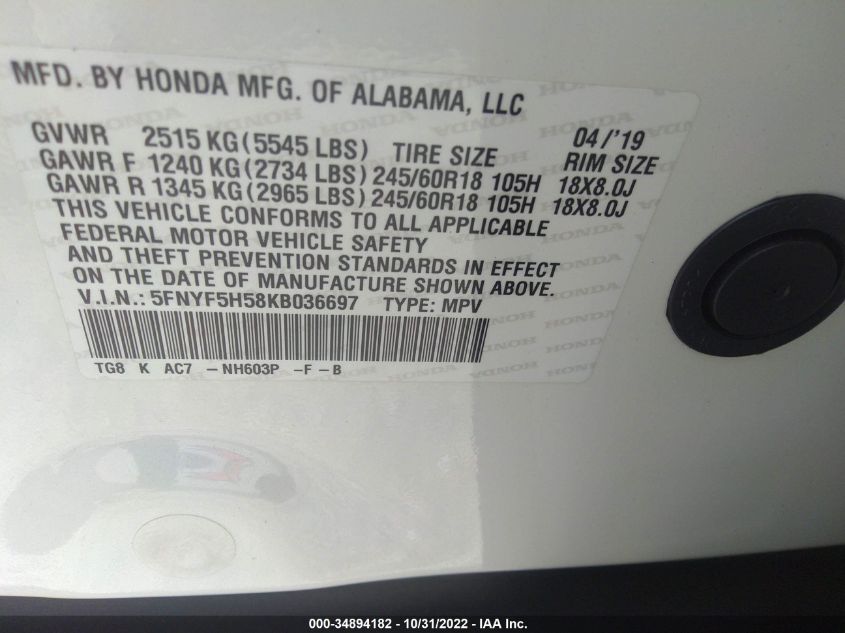 MFD. BY HONDA MFG. OF ALABAMA, LLC
GVWR 2515 KG(5545 LBS) TIRE SIZE 04/'19 RIM SIZE
GAWR F 1240 KG(2734 LBS) 245/60R18 105H 18X8.0J
GAWR R 1345 KG(2965 LBS) 245/60R18 105H 18X8.0J
THIS VEHICLE CONFORMS TO ALL APPLICABLE
FEDERAL MOTOR VEHICLE SAFETY
AND THEFT PREVENTION STANDARDS IN EFFECT
ON THE DATE OF MANUFACTURE SHOWN ABOVE.
V.I.N.: 5FNYF5H58KB036697 TYPE: MPV
TG8 K AC7 -NH603P -F-B
000-34894182 - 10/31/2022 - IAA Inc.